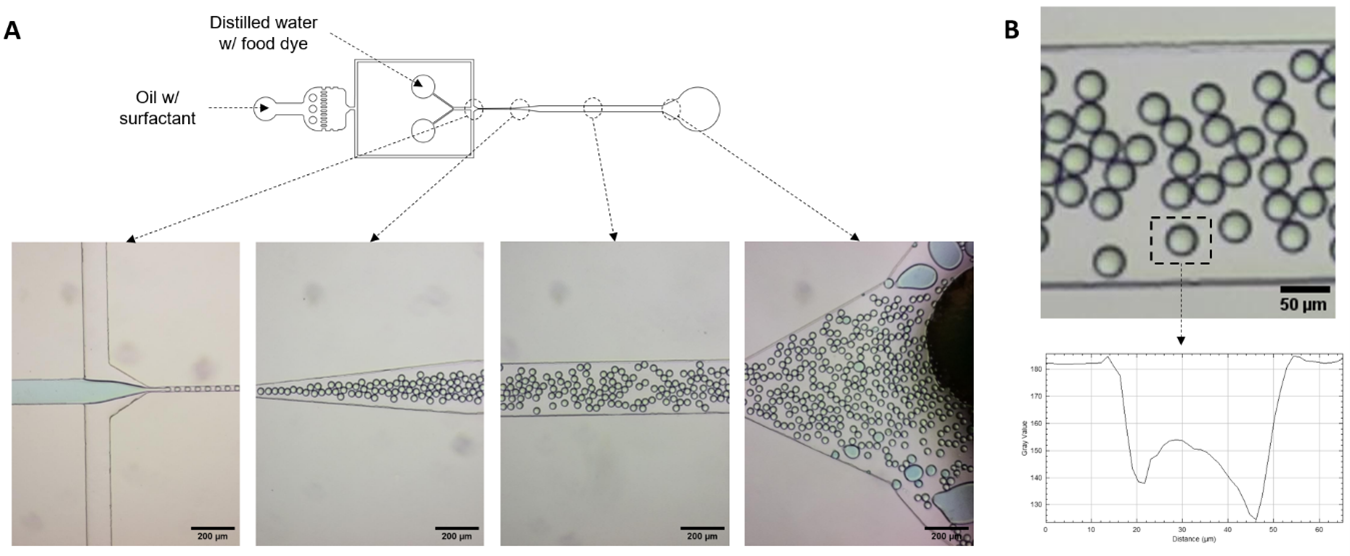 A
Distilled water
w/ food dye
Oil w/
surfactant
200 µm
200 µm
200 µm
200 µm
B
50 µm
180
170
160
150
140
130
Gray Value
0
10
20
30
40
50
60
Distance (µm)